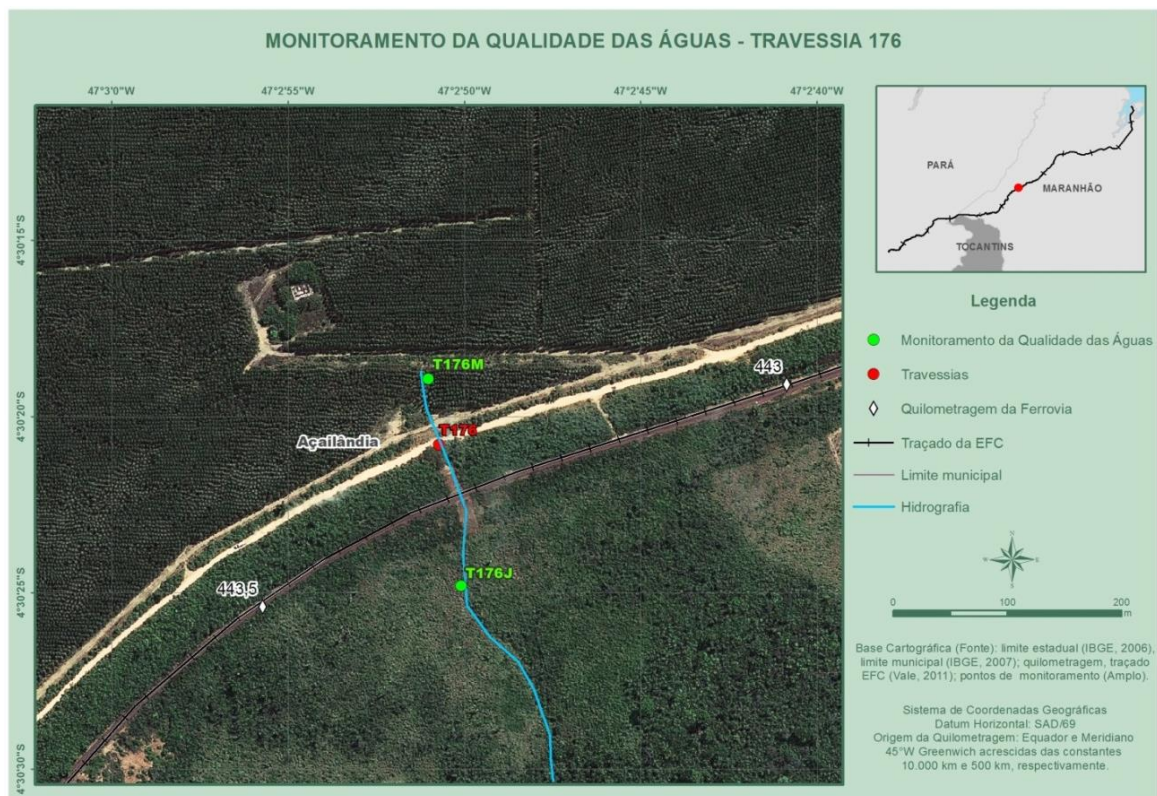 MONITORAMENTO DA QUALIDADE DAS ÁGUAS - TRAVESSIA 176
47°3'0"W
47°2'55"W
47°2'50"W
47°2'45"W
47°2'40"W
4°30'15"S
4°30'20"S
4°30'25"S
4°30'30"S
T176M
443
T176
Açailândia
T176J
443,5
PARÁ
MARANHÃO
TOCANTINS
Legenda
Monitoramento da Qualidade das Águas
Travessias
Quilometragem da Ferrovia
Traçado da EFC
Limite municipal
Hidrografia
N
0 100 200
m
Base Cartográfica (Fonte): limite estadual (IBGE, 2006),
limite municipal (IBGE, 2007); quilometragem, traçado
EFC (Vale, 2011); pontos de monitoramento (Amplo).
Sistema de Coordenadas Geográficas
Datum Horizontal: SAD/69
Origem da Quilometragem: Equador e Meridiano
45°W Greenwich acrescidas das constantes
10.000 km e 500 km, respectivamente.